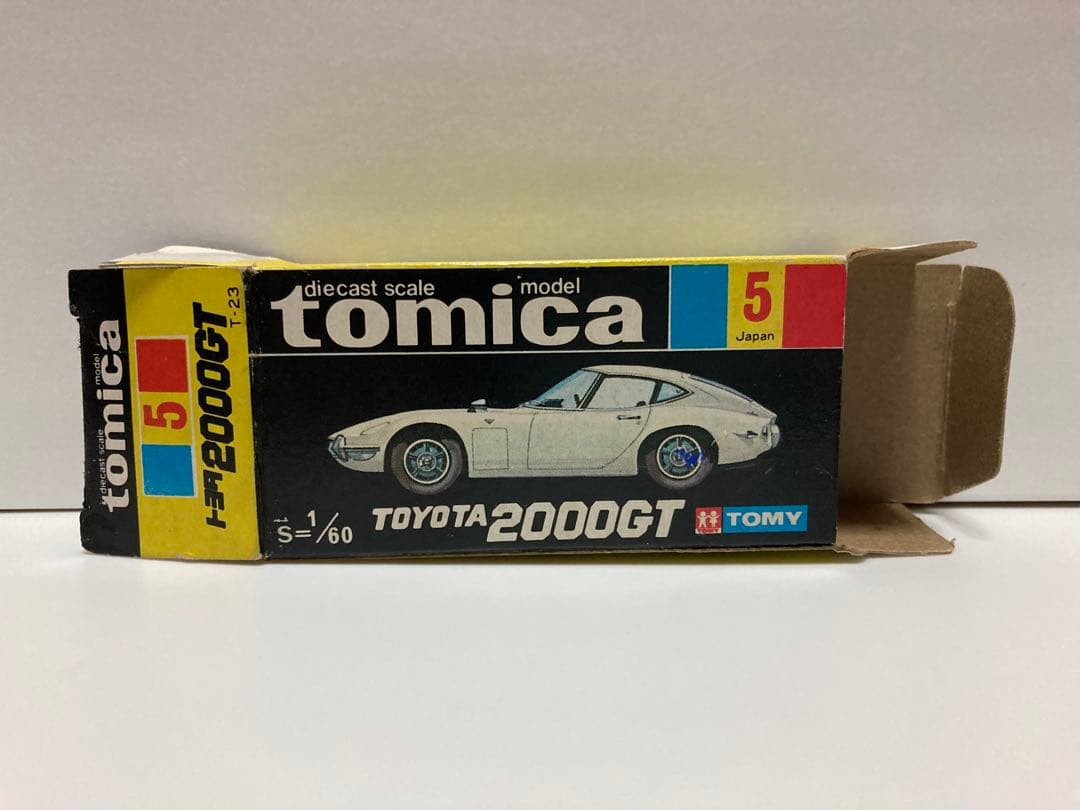 diecast scale model
tomica
5
Japan
S=1/60
TOYOTA 2000GT
TOMY
TOMY
diecast scale model
tomica
5
トヨタ2000GT
T-23